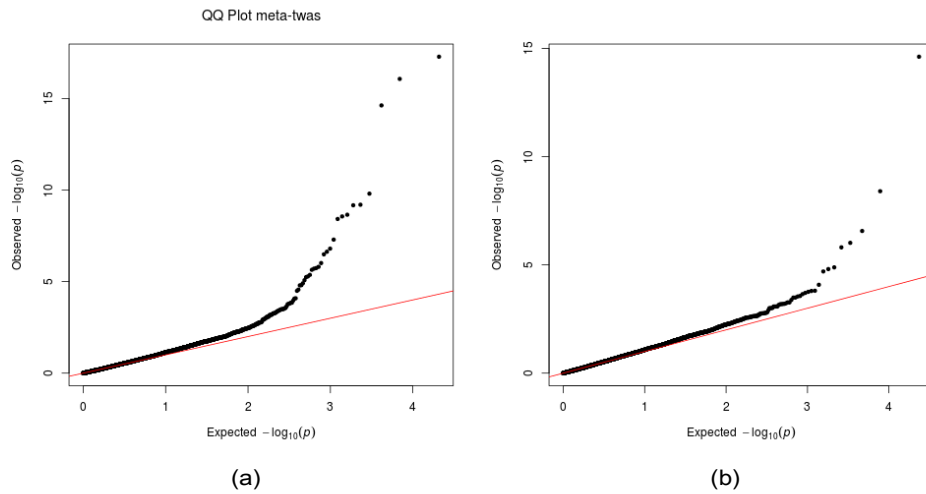 QQ Plot meta-twas
Observed −log₁₀(p)
15
10
5
0
0 1 2 3 4
Expected −log₁₀(p)
(a)
Observed −log₁₀(p)
15
10
5
0
0 1 2 3 4
Expected −log₁₀(p)
(b)